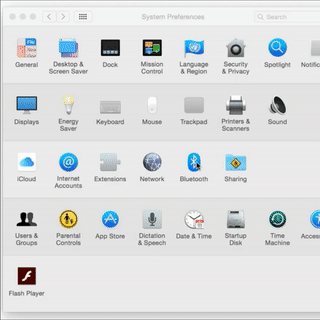 System Preferences
Search
General
Desktop &
Screen Saver
Dock
Mission
Control
Language
& Region
Security
& Privacy
Spotlight
Notific
Displays
Energy
Saver
Keyboard
Mouse
Trackpad
Printers &
Scanners
Sound
iCloud
Internet
Accounts
Extensions
Network
Bluetooth
Sharing
Users &
Groups
Parental
Controls
App Store
Dictation
& Speech
Date & Time
Startup
Disk
Time
Machine
Access
Flash Player